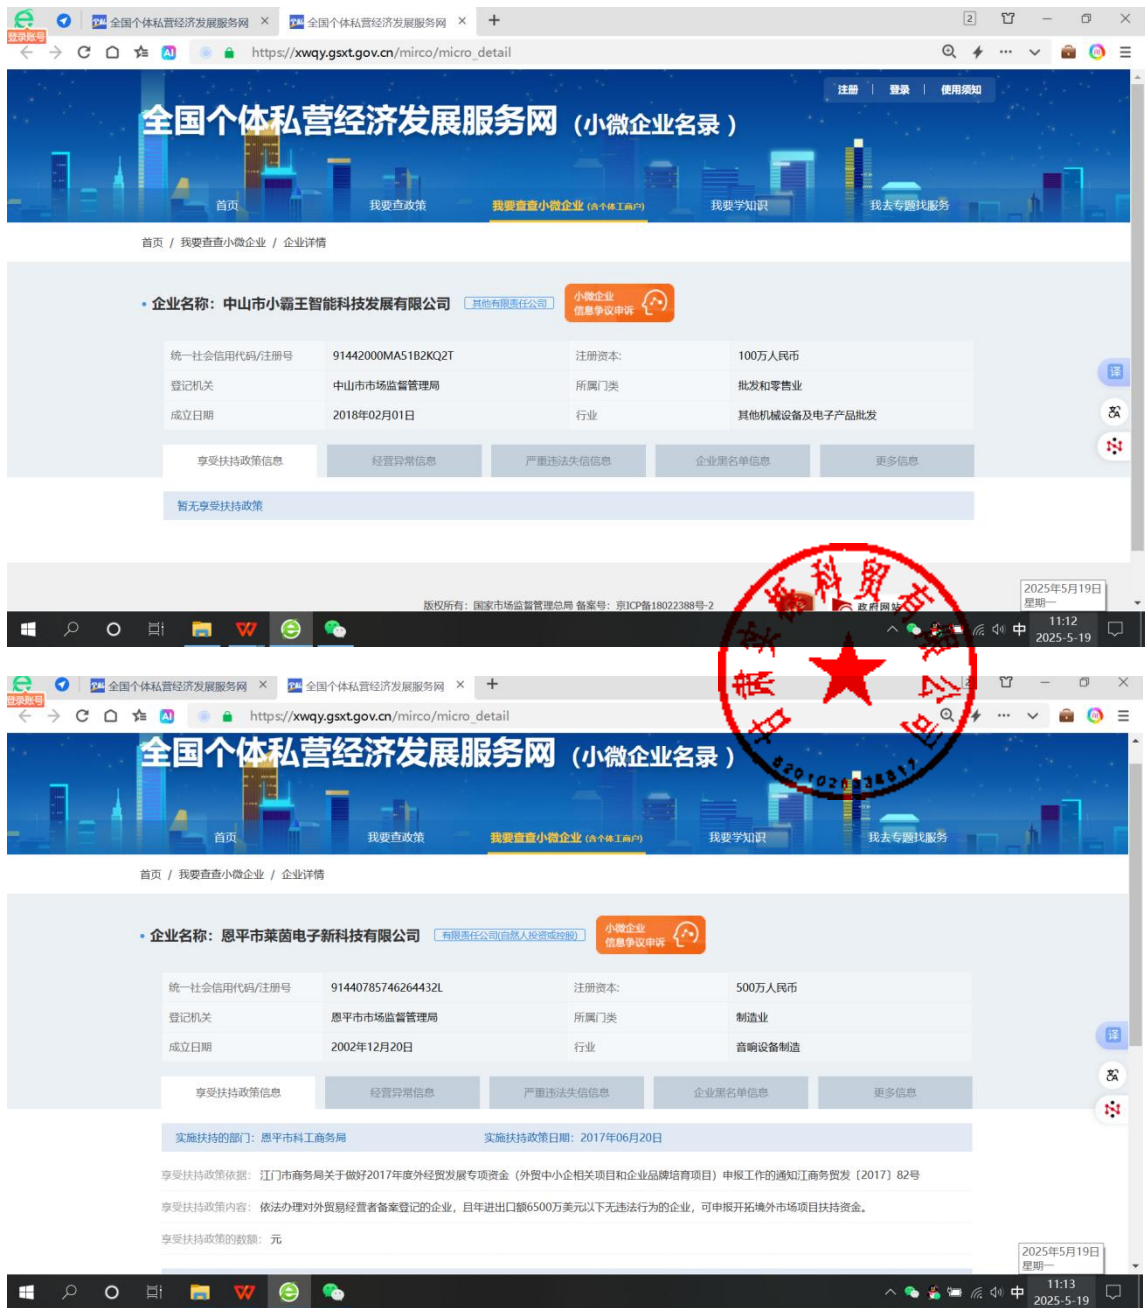 全国个体私营经济发展服务网 × 全国个体私营经济发展服务网 × + 2
登录账号
https://xwqy.gsxt.gov.cn/mirco/micro_detail
注册 | 登录 | 使用须知
全国个体私营经济发展服务网（小微企业名录）
首页 我要查政策 我要查查小微企业（含个体工商户） 我要学知识 我去专题找服务
首页 / 我要查查小微企业 / 企业详情
• 企业名称：中山市小霸王智能科技发展有限公司 其他有限责任公司 小微企业
信息争议申诉
统一社会信用代码/注册号 91442000MA51B2KQ2T 注册资本: 100万人民币
登记机关 中山市市场监督管理局 所属门类 批发和零售业
成立日期 2018年02月01日 行业 其他机械设备及电子产品批发
译
享受扶持政策信息 经营异常信息 严重违法失信信息 企业黑名单信息 更多信息
暂无享受扶持政策
版权所有：国家市场监督管理总局 备案号：京ICP备18022388号-2 政府网站
2025年5月19日
星期一
中 11:12
2025-5-19
科贸有限公司
全国个体私营经济发展服务网 × 全国个体私营经济发展服务网 × +
登录账号
https://xwqy.gsxt.gov.cn/mirco/micro_detail
全国个体私营经济发展服务网（小微企业名录）
首页 我要查政策 我要查查小微企业（含个体工商户） 我要学知识 我去专题找服务
首页 / 我要查查小微企业 / 企业详情
• 企业名称：恩平市莱茵电子新科技有限公司 有限责任公司(自然人投资或控股) 小微企业
信息争议申诉
统一社会信用代码/注册号 91440785746264432L 注册资本: 500万人民币
登记机关 恩平市市场监督管理局 所属门类 制造业
成立日期 2002年12月20日 行业 音响设备制造
译
享受扶持政策信息 经营异常信息 严重违法失信信息 企业黑名单信息 更多信息
实施扶持的部门：恩平市科工商务局 实施扶持政策日期：2017年06月20日
享受扶持政策依据：江门市商务局关于做好2017年度外经贸发展专项资金（外贸中小企相关项目和企业品牌培育项目）申报工作的通知江商务贸发〔2017〕82号
享受扶持政策内容：依法办理对外贸易经营者备案登记的企业，且年进出口额6500万美元以下无违法行为的企业，可申报开拓境外市场项目扶持资金。
享受扶持政策的数额：元
2025年5月19日
星期一
中 11:13
2025-5-19